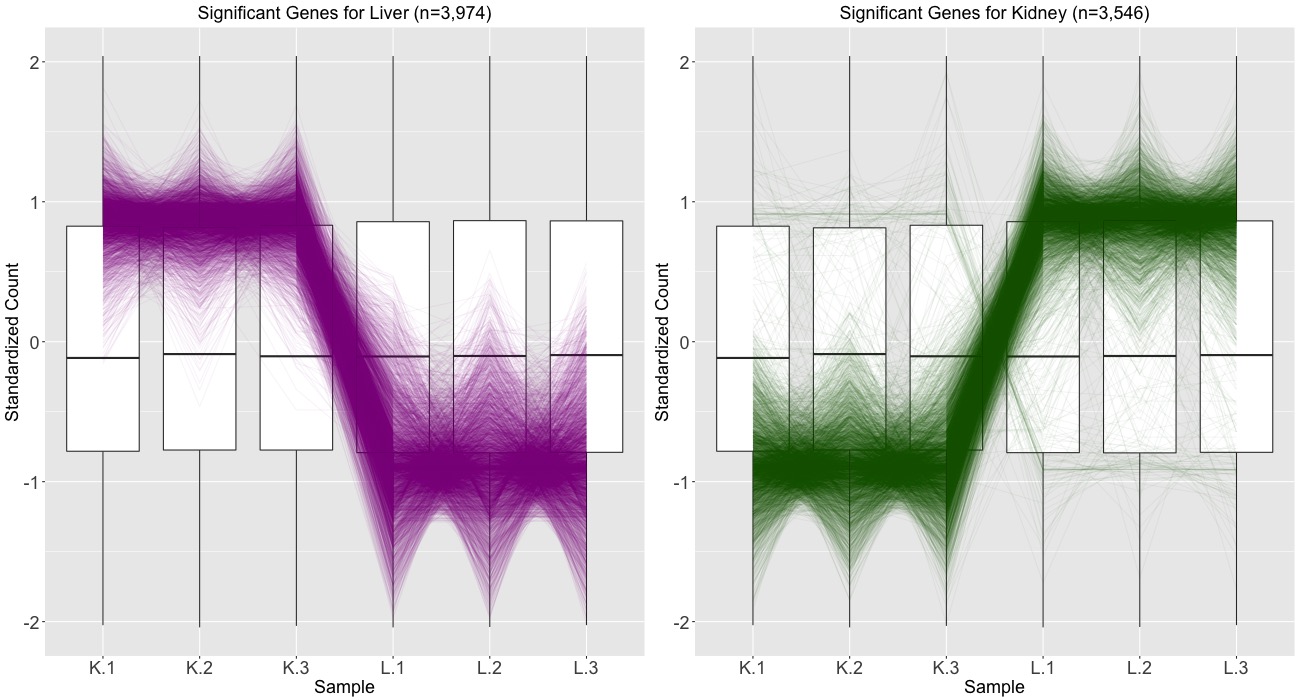 Significant Genes for Liver (n=3,974)
Standardized Count
2
1
0
-1
-2
K.1 K.2 K.3 L.1 L.2 L.3
Sample
Significant Genes for Kidney (n=3,546)
Standardized Count
2
1
0
-1
-2
K.1 K.2 K.3 L.1 L.2 L.3
Sample